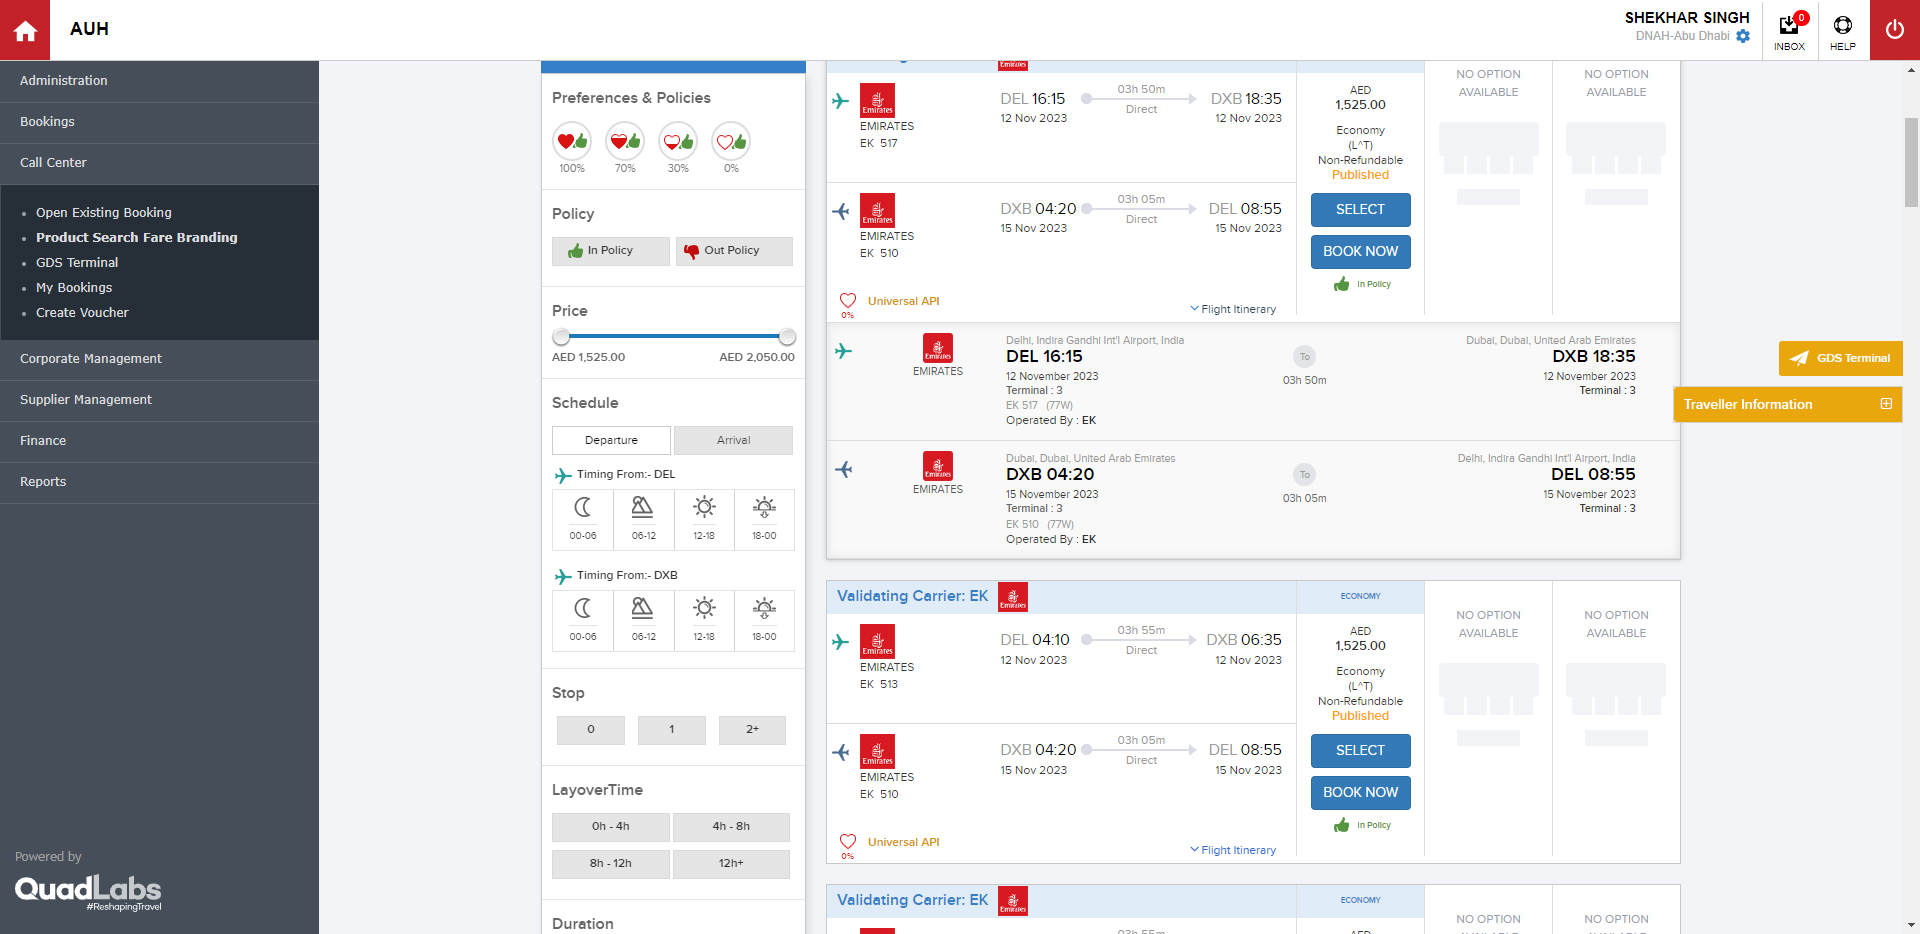 AUH
SHEKHAR SINGH
DNAH-Abu Dhabi
0
INBOX
HELP
Administration
Bookings
Call Center
Open Existing Booking
Product Search Fare Branding
GDS Terminal
My Bookings
Create Voucher
Corporate Management
Supplier Management
Finance
Reports
Powered by
QuadLabs
#ReshapingTravel
Preferences & Policies
100% 70% 30% 0%
Policy
In Policy Out Policy
Price
AED 1,525.00 AED 2,050.00
Schedule
Departure Arrival
Timing From:- DEL
00-06 06-12 12-18 18-00
Timing From:- DXB
00-06 06-12 12-18 18-00
Stop
0 1 2+
LayoverTime
0h - 4h 4h - 8h
8h - 12h 12h+
Duration
Emirates
Emirates
EMIRATES
EK 517
DEL 16:15
12 Nov 2023
03h 50m
Direct
DXB 18:35
12 Nov 2023
Emirates
EMIRATES
EK 510
DXB 04:20
15 Nov 2023
03h 05m
Direct
DEL 08:55
15 Nov 2023
0%
Universal API
Flight Itinerary
AED
1,525.00
Economy
(L^T)
Non-Refundable
Published
SELECT
BOOK NOW
In Policy
NO OPTION
AVAILABLE
NO OPTION
AVAILABLE
Emirates
EMIRATES
Delhi, Indira Gandhi Int'l Airport, India
DEL 16:15
12 November 2023
Terminal : 3
EK 517 (77W)
Operated By : EK
To
03h 50m
Dubai, Dubai, United Arab Emirates
DXB 18:35
12 November 2023
Terminal : 3
Emirates
EMIRATES
Dubai, Dubai, United Arab Emirates
DXB 04:20
15 November 2023
Terminal : 3
EK 510 (77W)
Operated By : EK
To
03h 05m
Delhi, Indira Gandhi Int'l Airport, India
DEL 08:55
15 November 2023
Terminal : 3
GDS Terminal
Traveller Information
Validating Carrier: EK
Emirates
ECONOMY
Emirates
EMIRATES
EK 513
DEL 04:10
12 Nov 2023
03h 55m
Direct
DXB 06:35
12 Nov 2023
Emirates
EMIRATES
EK 510
DXB 04:20
15 Nov 2023
03h 05m
Direct
DEL 08:55
15 Nov 2023
0%
Universal API
Flight Itinerary
AED
1,525.00
Economy
(L^T)
Non-Refundable
Published
SELECT
BOOK NOW
In Policy
NO OPTION
AVAILABLE
NO OPTION
AVAILABLE
Validating Carrier: EK
Emirates
ECONOMY
03h 55m
AED
NO OPTION
AVAILABLE
NO OPTION
AVAILABLE